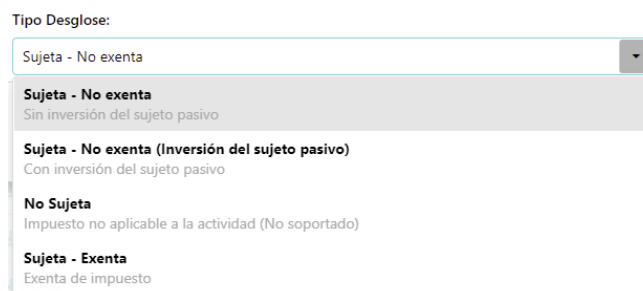 Tipo Desglose:
Sujeta - No exenta
Sujeta - No exenta
Sin inversión del sujeto pasivo
Sujeta - No exenta (Inversión del sujeto pasivo)
Con inversión del sujeto pasivo
No Sujeta
Impuesto no aplicable a la actividad (No soportado)
Sujeta - Exenta
Exenta de impuesto